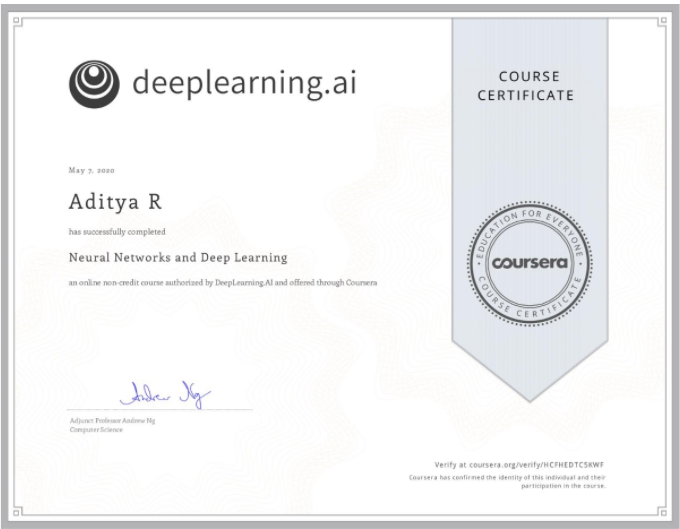 deeplearning.ai
COURSE
CERTIFICATE
May 7, 2020
Aditya R
has successfully completed
Neural Networks and Deep Learning
an online non-credit course authorized by DeepLearning.AI and offered through Coursera
EDUCATION FOR EVERYONE
coursera
COURSE CERTIFICATE
Andrew Ng
Adjunct Professor Andrew Ng
Computer Science
Verify at coursera.org/verify/HCFHEDTC5KWF
Coursera has confirmed the identity of this individual and their
participation in the course.